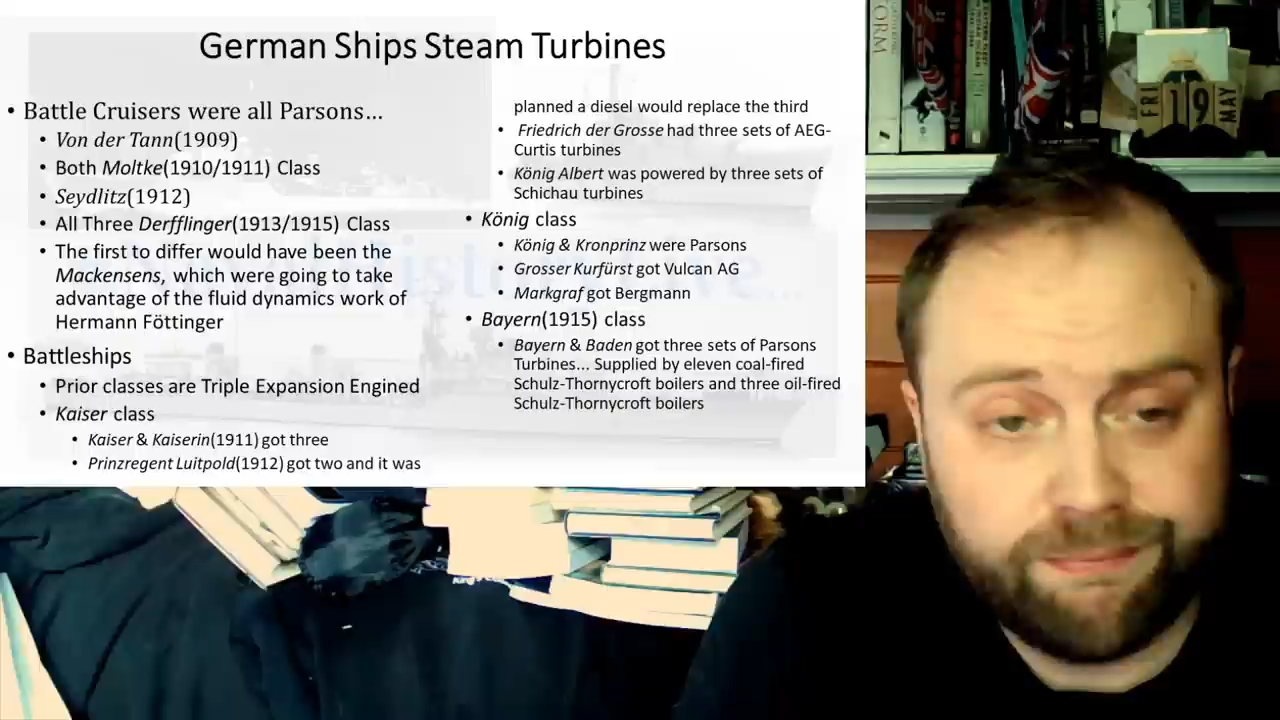 German Ships Steam Turbines
• Battle Cruisers were all Parsons…
• Von der Tann(1909)
• Both Moltke(1910/1911) Class
• Seydlitz(1912)
• All Three Derfflinger(1913/1915) Class
• The first to differ would have been the
Mackensens, which were going to take
advantage of the fluid dynamics work of
Hermann Föttinger
• Battleships
• Prior classes are Triple Expansion Engined
• Kaiser class
• Kaiser & Kaiserin(1911) got three
• Prinzregent Luitpold(1912) got two and it was
planned a diesel would replace the third
• Friedrich der Grosse had three sets of AEG-
Curtis turbines
• König Albert was powered by three sets of
Schichau turbines
• König class
• König & Kronprinz were Parsons
• Grosser Kurfürst got Vulcan AG
• Markgraf got Bergmann
• Bayern(1915) class
• Bayern & Baden got three sets of Parsons
Turbines... Supplied by eleven coal-fired
Schulz-Thornycroft boilers and three oil-fired
Schulz-Thornycroft boilers
FRI 19 MAY